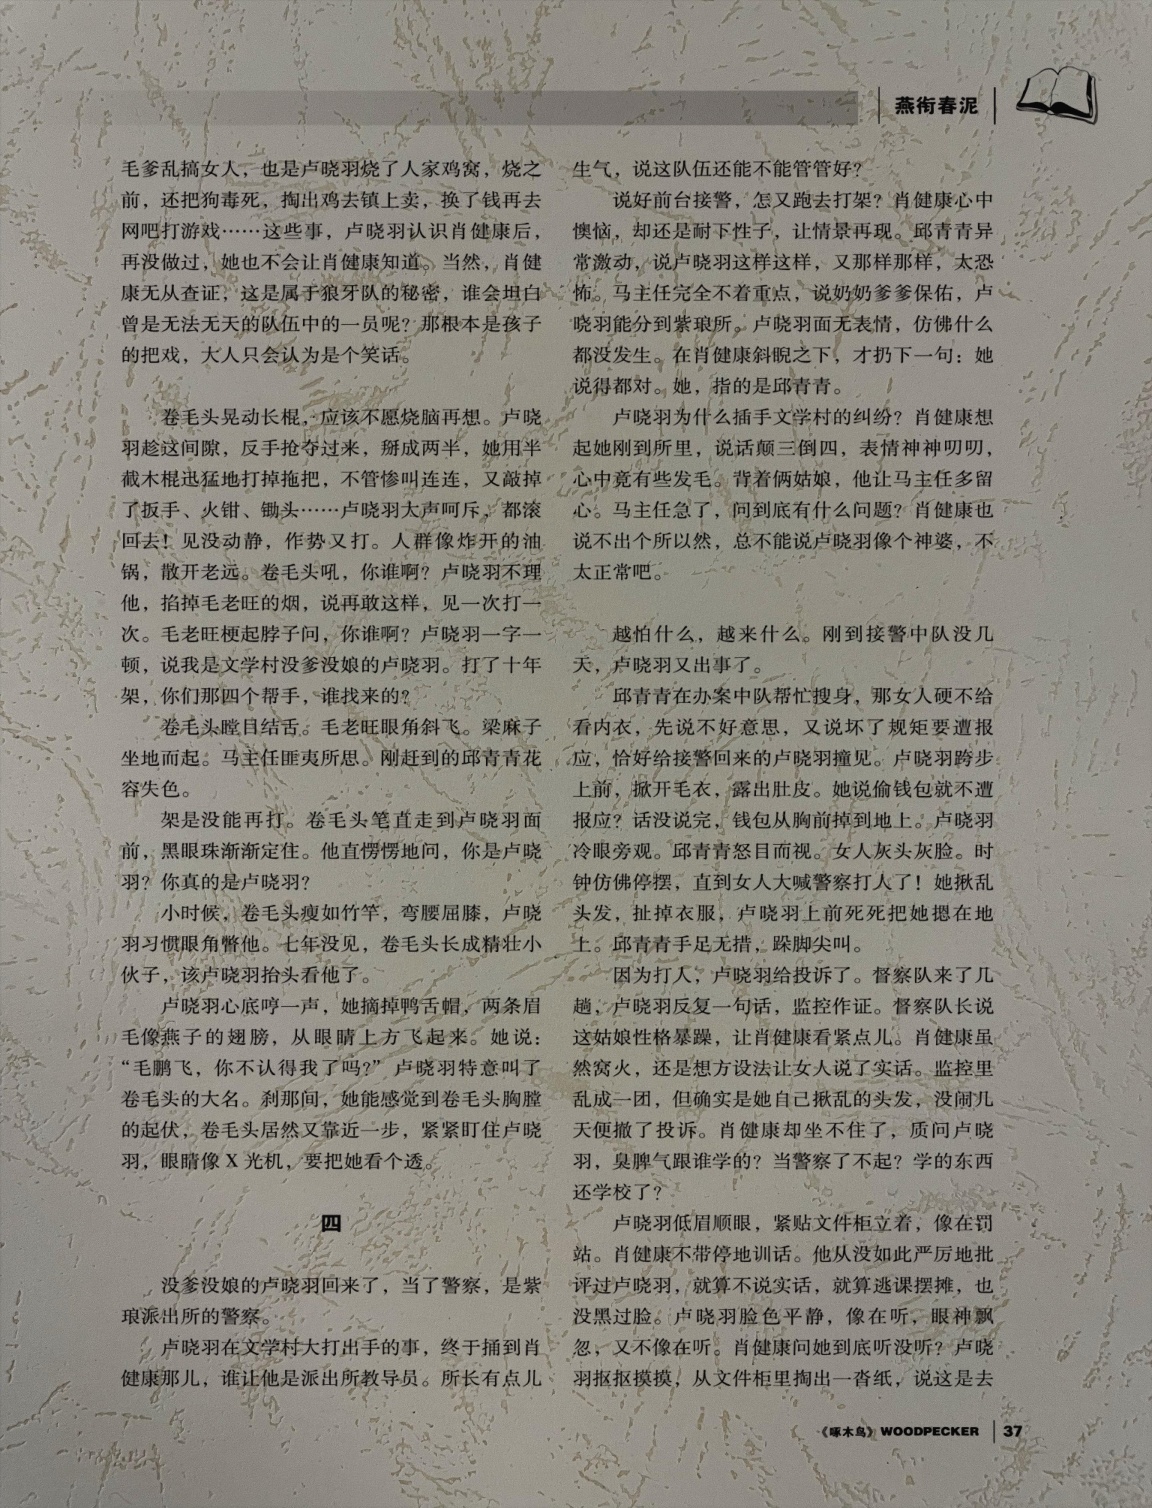 燕衔春泥
毛爹乱搞女人，也是卢晓羽烧了人家鸡窝，烧之
前，还把狗毒死，掏出鸡去镇上卖，换了钱再去
网吧打游戏……这些事，卢晓羽认识肖健康后，
再没做过，她也不会让肖健康知道。当然，肖健
康无从查证，这是属于狼牙队的秘密，谁会坦白
曾是无法无天的队伍中的一员呢？那根本是孩子
的把戏，大人只会认为是个笑话。
卷毛头晃动长棍，应该不愿烧脑再想。卢晓
羽趁这间隙，反手抢夺过来，掰成两半，她用半
截木棍迅猛地打掉拖把，不管惨叫连连，又敲掉
了扳手、火钳、锄头……卢晓羽大声呵斥，都滚
回去！见没动静，作势又打。人群像炸开的油
锅，散开老远。卷毛头吼，你谁啊？卢晓羽不理
他，掐掉毛老旺的烟，说再敢这样，见一次打一
次。毛老旺梗起脖子问，你谁啊？卢晓羽一字一
顿，说我是文学村没爹没娘的卢晓羽。打了十年
架，你们那四个帮手，谁找来的？
卷毛头瞠目结舌。毛老旺眼角斜飞。梁麻子
坐地而起。马主任匪夷所思。刚赶到的邱青青花
容失色。
架是没能再打。卷毛头笔直走到卢晓羽面
前，黑眼珠渐渐定住。他直愣愣地问，你是卢晓
羽？你真的是卢晓羽？
小时候，卷毛头瘦如竹竿，弯腰屈膝，卢晓
羽习惯眼角瞥他。七年没见，卷毛头长成精壮小
伙子，该卢晓羽抬头看他了。
卢晓羽心底哼一声，她摘掉鸭舌帽，两条眉
毛像燕子的翅膀，从眼睛上方飞起来。她说：
“毛鹏飞，你不认得我了吗？”卢晓羽特意叫了
卷毛头的大名。刹那间，她能感觉到卷毛头胸膛
的起伏，卷毛头居然又靠近一步，紧紧盯住卢晓
羽，眼睛像 X 光机，要把她看个透。
四
没爹没娘的卢晓羽回来了，当了警察，是紫
琅派出所的警察。
卢晓羽在文学村大打出手的事，终于捅到肖
健康那儿，谁让他是派出所教导员。所长有点儿
生气，说这队伍还能不能管管好？
说好前台接警，怎又跑去打架？肖健康心中
懊恼，却还是耐下性子，让情景再现。邱青青异
常激动，说卢晓羽这样这样，又那样那样，太恐
怖。马主任完全不着重点，说奶奶爹爹保佑，卢
晓羽能分到紫琅所。卢晓羽面无表情，仿佛什么
都没发生。在肖健康斜睨之下，才扔下一句：她
说得都对。她，指的是邱青青。
卢晓羽为什么插手文学村的纠纷？肖健康想
起她刚到所里，说话颠三倒四，表情神神叨叨，
心中竟有些发毛。背着俩姑娘，他让马主任多留
心。马主任急了，问到底有什么问题？肖健康也
说不出个所以然，总不能说卢晓羽像个神婆，不
太正常吧。
越怕什么，越来什么。刚到接警中队没几
天，卢晓羽又出事了。
邱青青在办案中队帮忙搜身，那女人硬不给
看内衣，先说不好意思，又说坏了规矩要遭报
应，恰好给接警回来的卢晓羽撞见。卢晓羽跨步
上前，掀开毛衣，露出肚皮。她说偷钱包就不遭
报应？话没说完，钱包从胸前掉到地上。卢晓羽
冷眼旁观。邱青青怒目而视。女人灰头灰脸。时
钟仿佛停摆，直到女人大喊警察打人了！她揪乱
头发，扯掉衣服，卢晓羽上前死死把她摁在地
上。邱青青手足无措，跺脚尖叫。
因为打人，卢晓羽给投诉了。督察队来了几
趟，卢晓羽反复一句话，监控作证。督察队长说
这姑娘性格暴躁，让肖健康看紧点儿。肖健康虽
然窝火，还是想方设法让女人说了实话。监控里
乱成一团，但确实是她自己揪乱的头发，没闹几
天便撤了投诉。肖健康却坐不住了，质问卢晓
羽，臭脾气跟谁学的？当警察了不起？学的东西
还学校了？
卢晓羽低眉顺眼，紧贴文件柜立着，像在罚
站。肖健康不带停地训话。他从没如此严厉地批
评过卢晓羽，就算不说实话，就算逃课摆摊，也
没黑过脸。卢晓羽脸色平静，像在听，眼神飘
忽，又不像在听。肖健康问她到底听没听？卢晓
羽抠抠摸摸，从文件柜里掏出一沓纸，说这是去
《啄木鸟》WOODPECKER 37